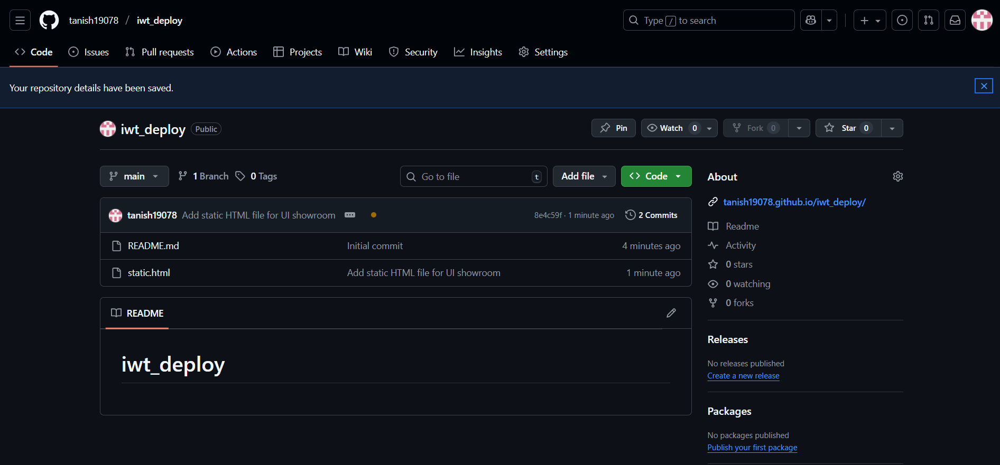 tanish19078 / iwt_deploy
Type / to search
Code Issues Pull requests Actions Projects Wiki Security Insights Settings
Your repository details have been saved.
iwt_deploy Public
Pin Watch 0 Fork 0 Star 0
main 1 Branch 0 Tags Go to file t Add file Code
tanish19078 Add static HTML file for UI showroom 8e4c59f · 1 minute ago 2 Commits
README.md Initial commit 4 minutes ago
static.html Add static HTML file for UI showroom 1 minute ago
README
iwt_deploy
About
tanish19078.github.io/iwt_deploy/
Readme
Activity
0 stars
0 watching
0 forks
Releases
No releases published
Create a new release
Packages
No packages published
Publish your first package